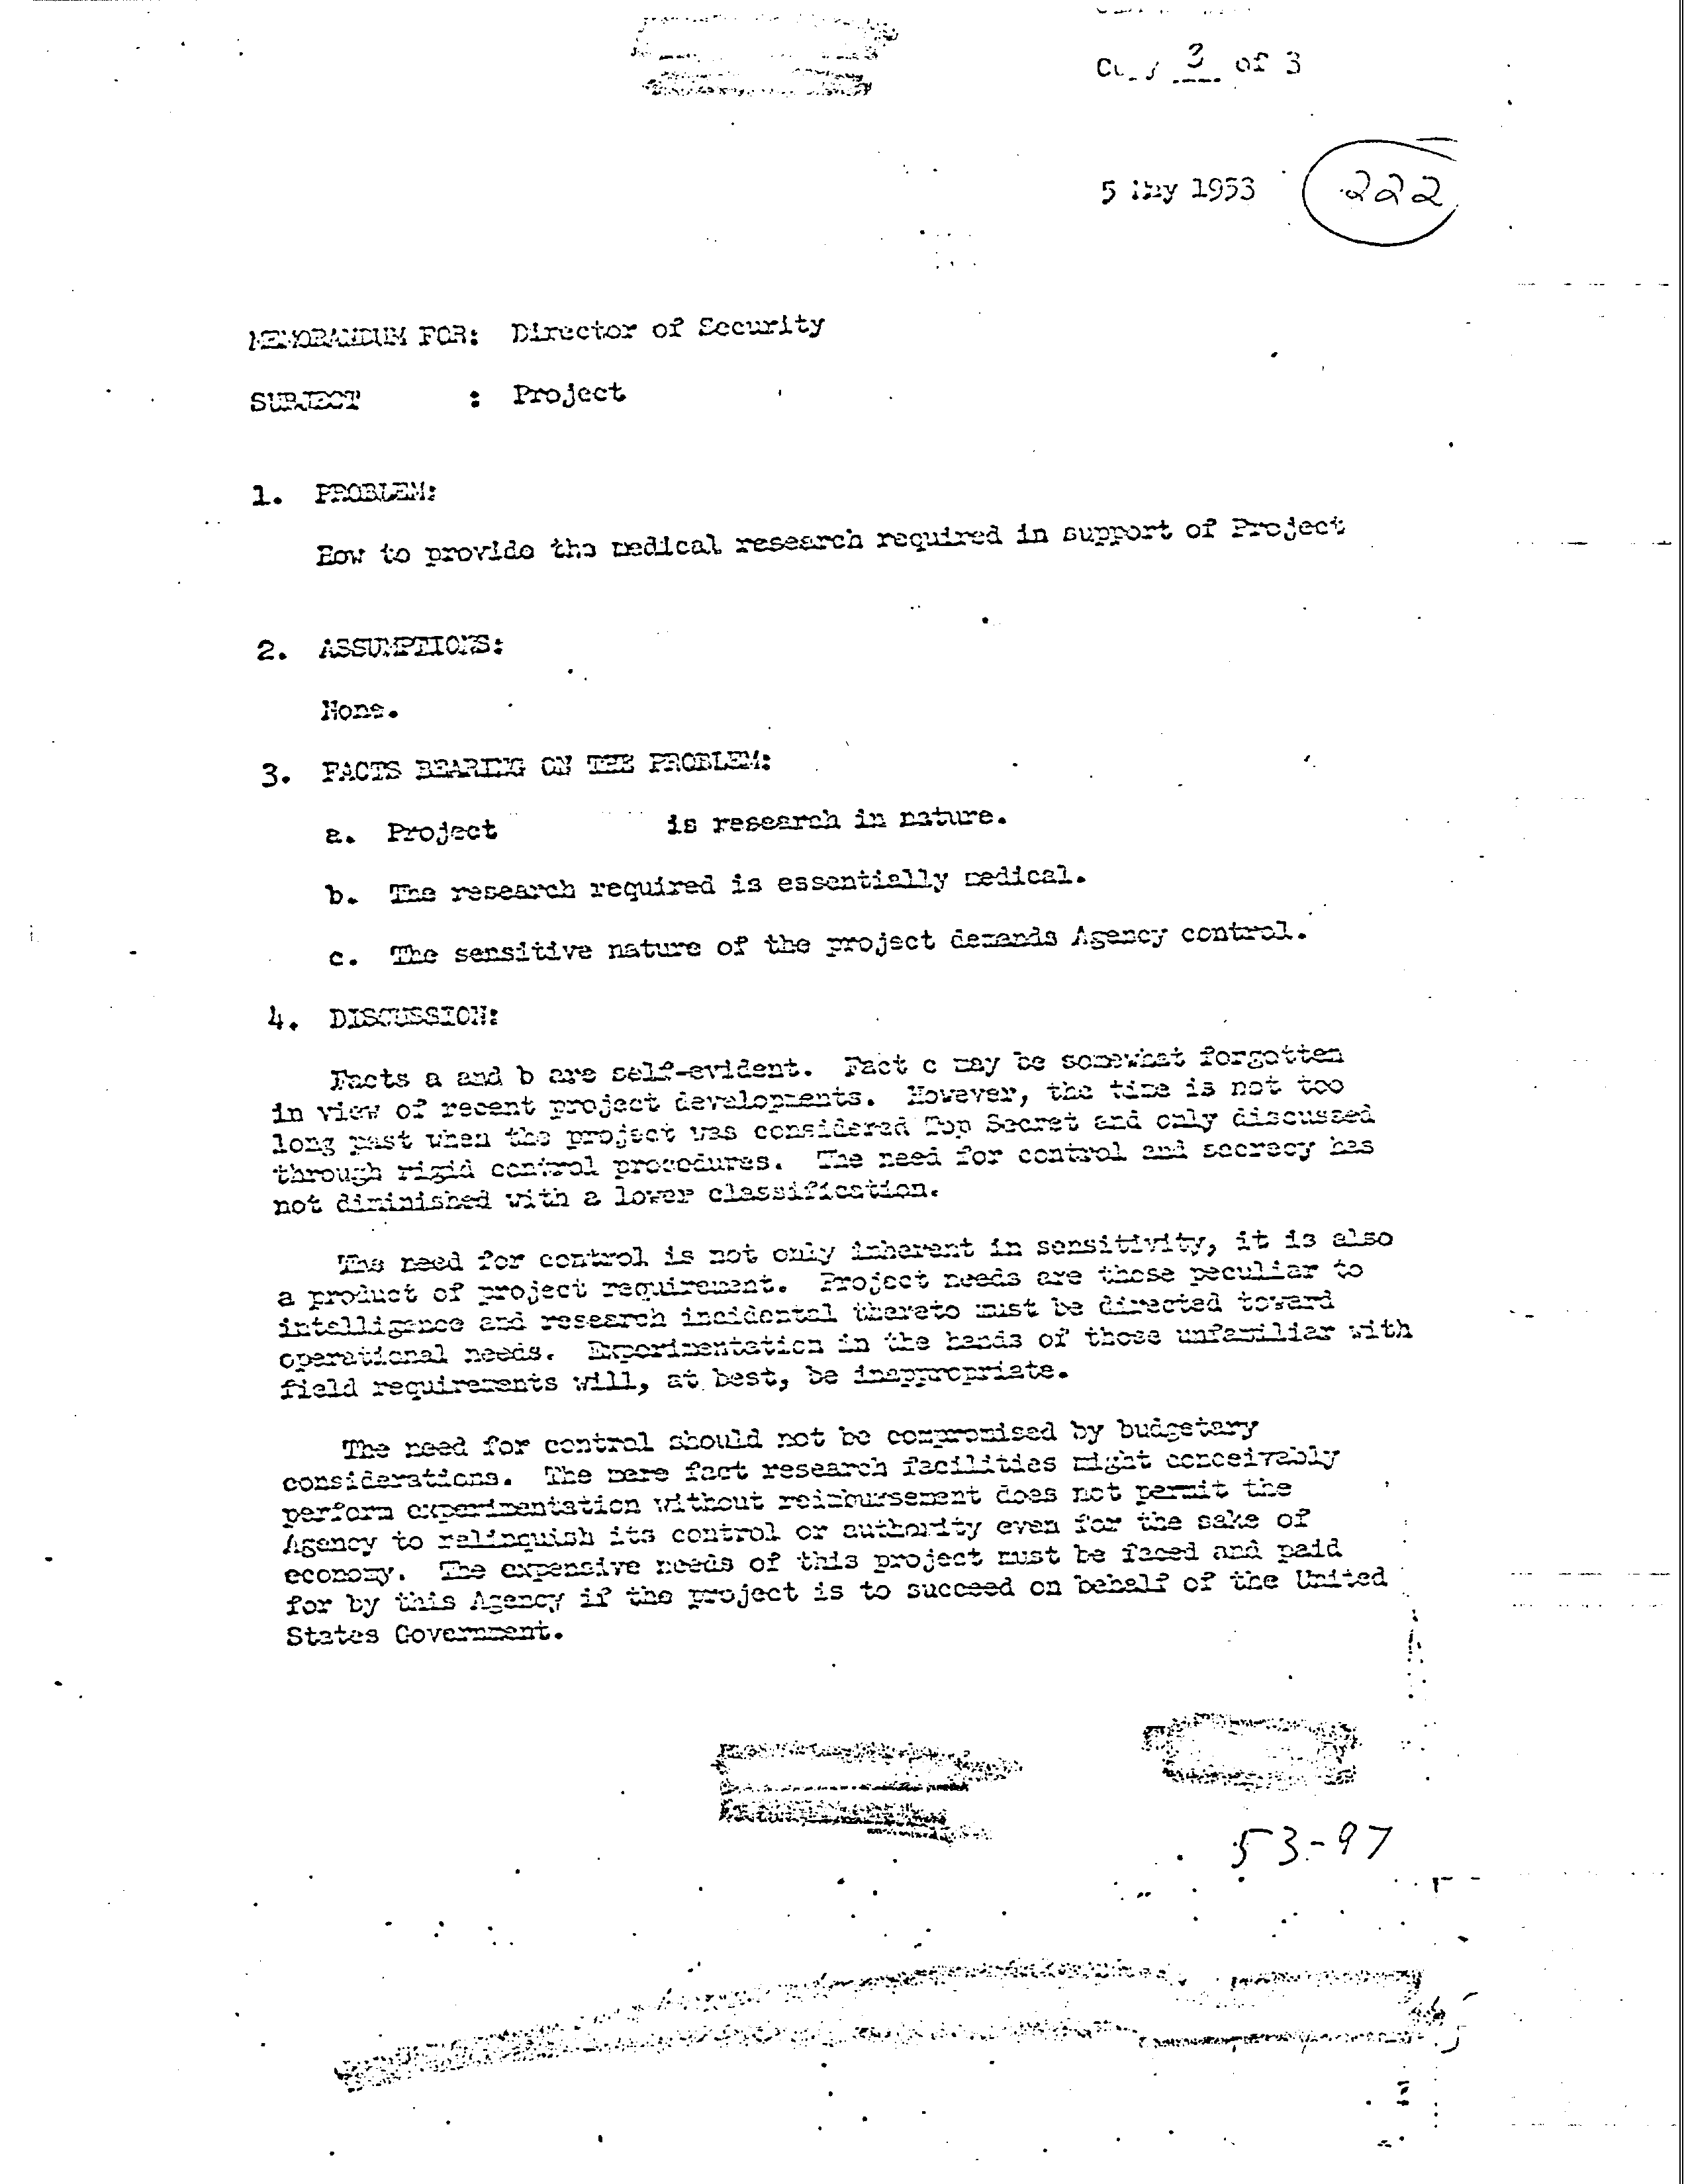 3 of 3
5 May 1953
222
MEMORANDUM FOR: Director of Security
SUBJECT : Project
1. PROBLEM:
How to provide the medical research required in support of Project
2. ASSUMPTIONS:
None.
3. FACTS BEARING ON THE PROBLEM:
a. Project is research in nature.
b. The research required is essentially medical.
c. The sensitive nature of the project demands Agency control.
4. DISCUSSION:
Facts a and b are self-evident. Fact c may be somewhat forgotten
in view of recent project developments. However, the time is not too
long past when the project was considered Top Secret and only discussed
through rigid control procedures. The need for control and secrecy has
not diminished with a lower classification.
The need for control is not only inherent in sensitivity, it is also
a product of project requirement. Project needs are those peculiar to
intelligence and research incidental thereto must be directed toward
operational needs. Experimentation in the hands of those unfamiliar with
field requirements will, at best, be inappropriate.
The need for control should not be compromised by budgetary
considerations. The mere fact research facilities might conceivably
perform experimentation without reimbursement does not permit the
Agency to relinquish its control or authority even for the sake of
economy. The expensive needs of this project must be faced and paid
for by this Agency if the project is to succeed on behalf of the United
States Government.
53-97